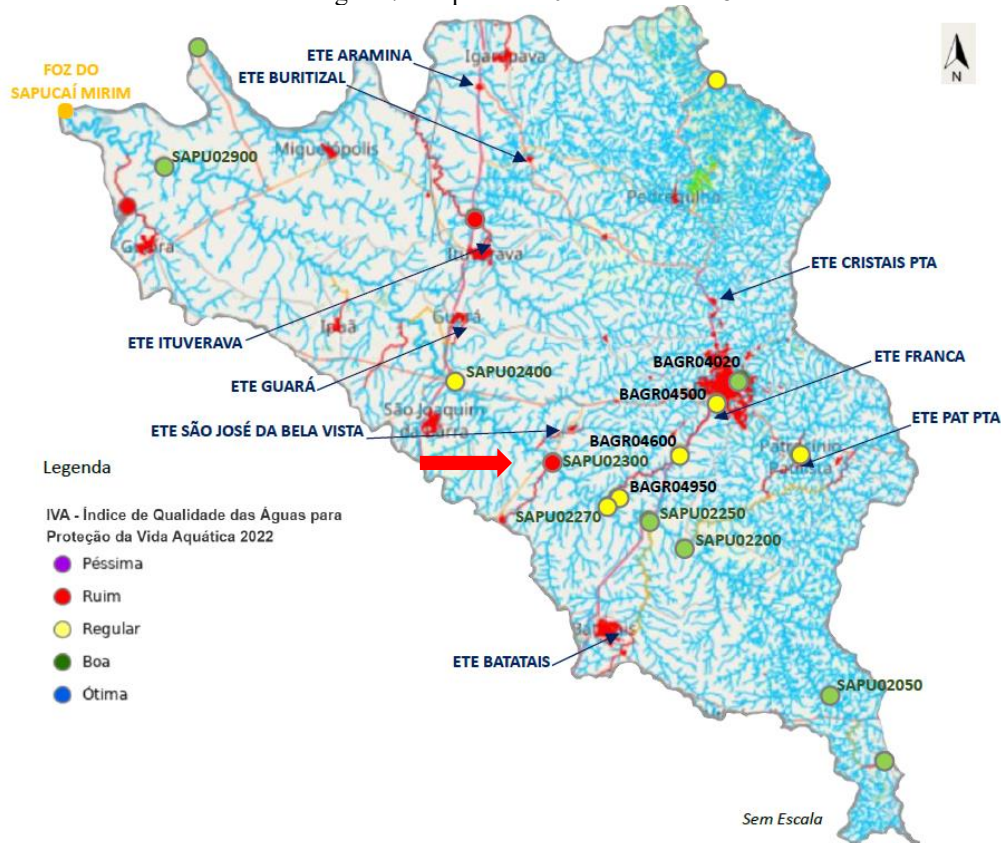 ETE ARAMINA
Igarapava
ETE BURITIZAL
N
FOZ DO
SAPUCAÍ MIRIM
SAPU02900
Miguelópolis
Pedregulho
Guaíra
Ituverava
ETE CRISTAIS PTA
Ipuã
Guará
ETE ITUVERAVA
ETE FRANCA
BAGR04020
SAPU02400
ETE GUARÁ
BAGR04500
São Joaquim
da Barra
ETE SÃO JOSÉ DA BELA VISTA
ETE PAT PTA
BAGR04600
Patrocínio
Paulista
SAPU02300
Legenda
BAGR04950
SAPU02270
SAPU02250
IVA - Índice de Qualidade das Águas para
Proteção da Vida Aquática 2022
SAPU02200
Péssima
Ruim
Regular
Boa
Ótima
Batatais
ETE BATATAIS
SAPU02050
Sem Escala